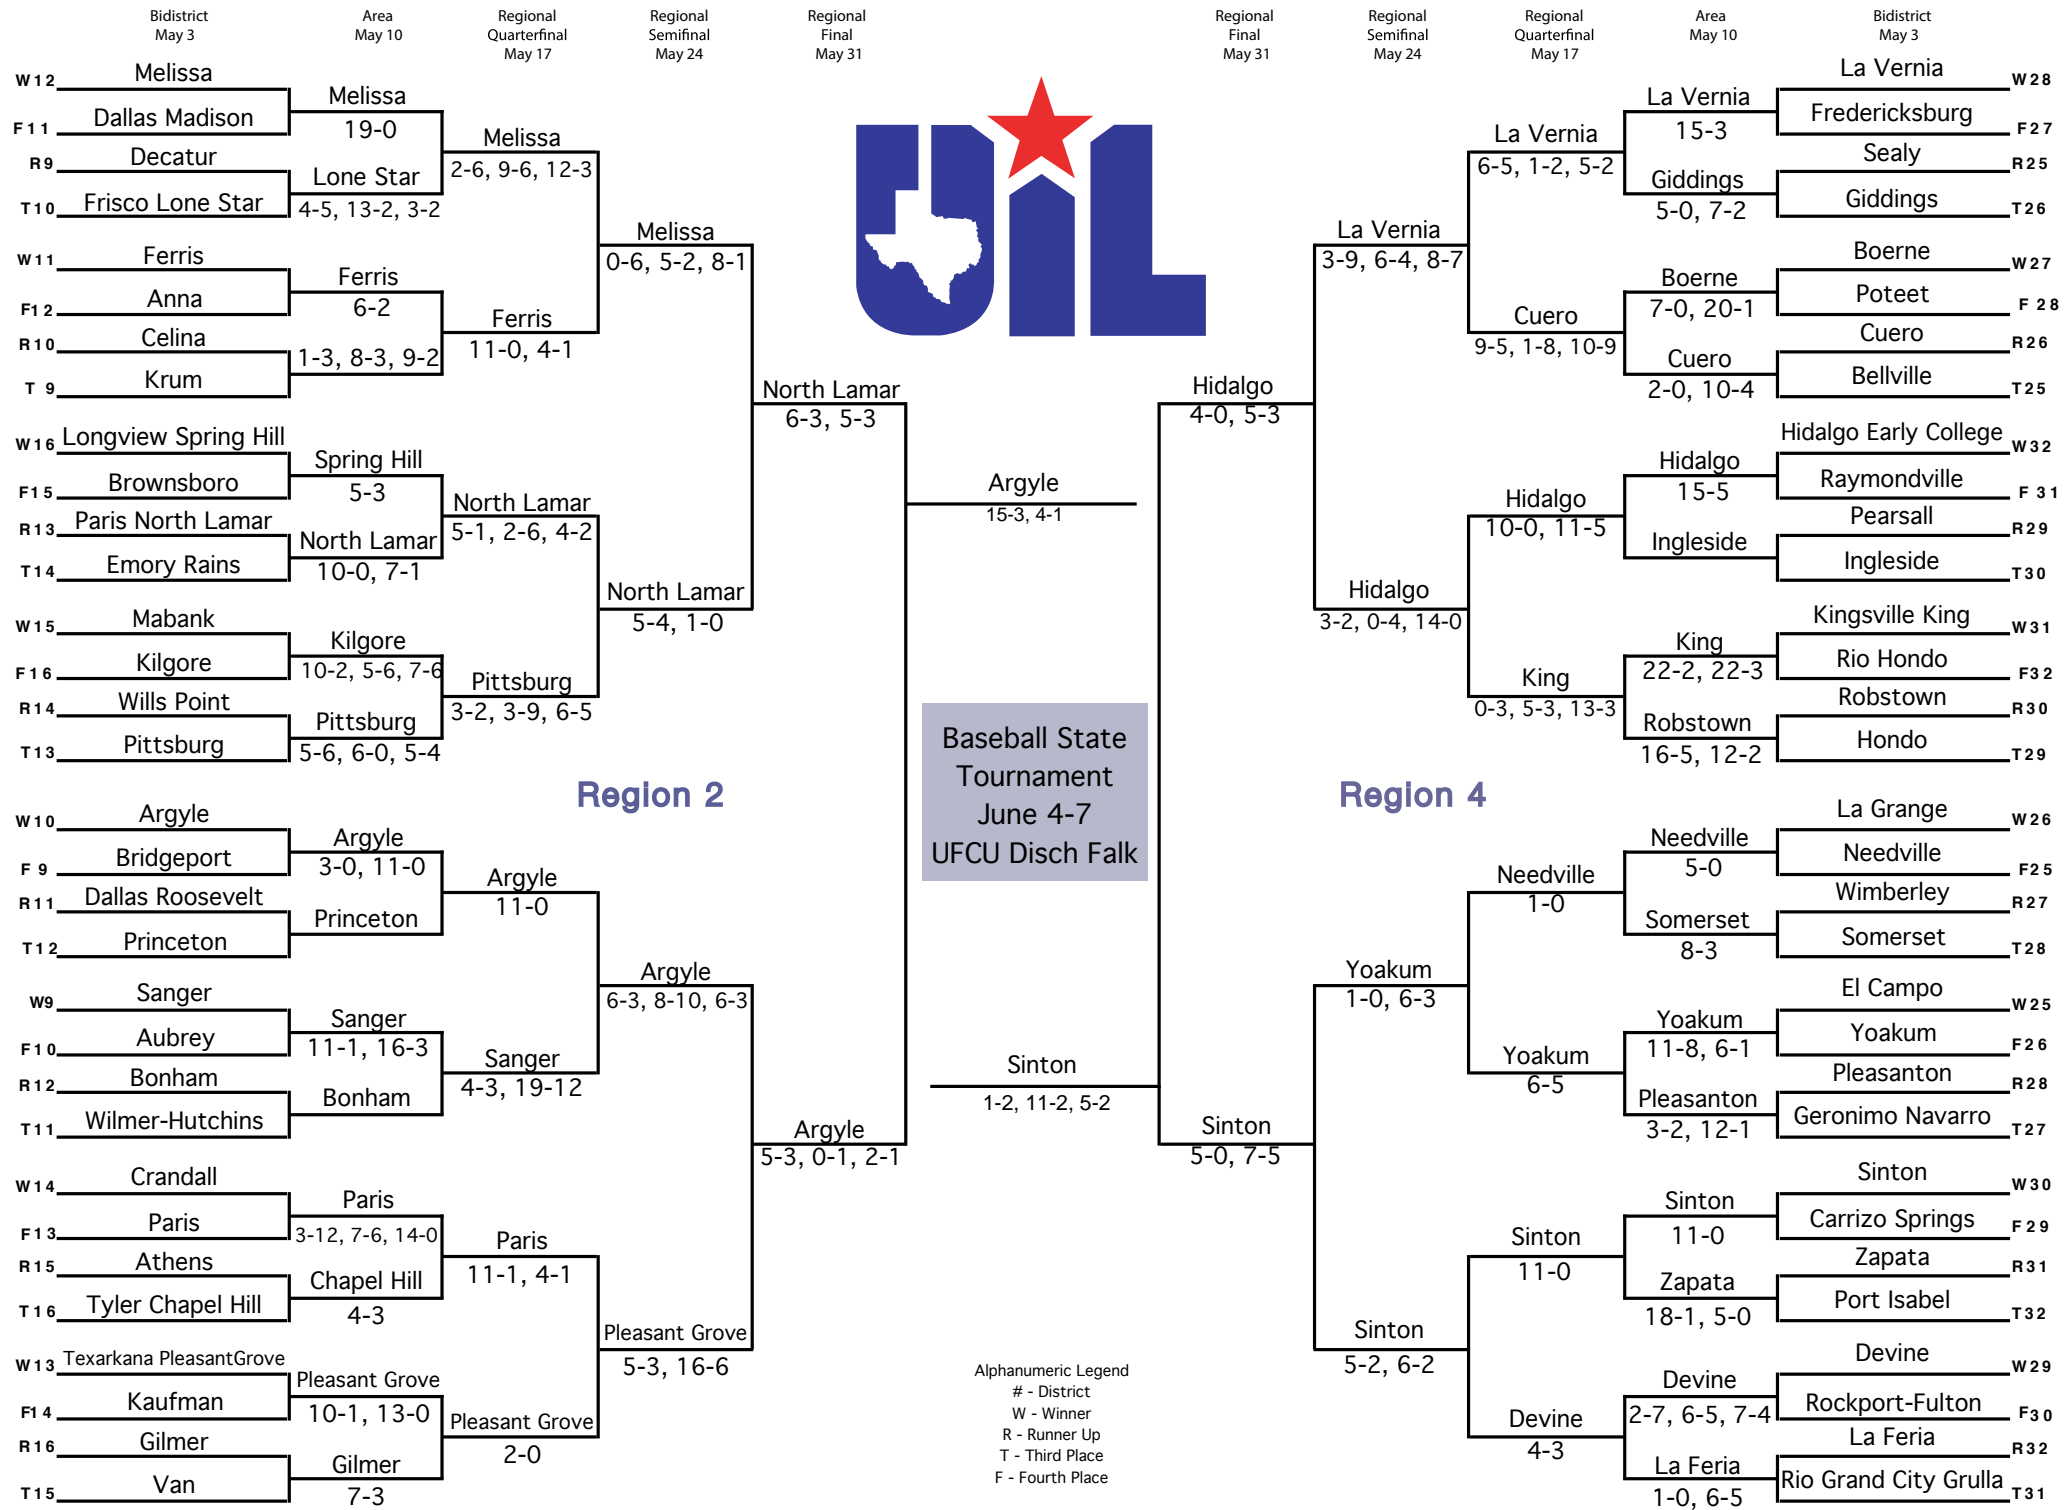 Bidistrict
May 3
Area
May 10
Regional
Quarterfinal
May 17
Regional
Semifinal
May 24
Regional
Final
May 31
Regional
Final
May 31
Regional
Semifinal
May 24
Regional
Quarterfinal
May 17
Area
May 10
Bidistrict
May 3
W12 Melissa
F11 Dallas Madison
R9 Decatur
T10 Frisco Lone Star
W11 Ferris
F12 Anna
R10 Celina
T 9 Krum
W16 Longview Spring Hill
F15 Brownsboro
R13 Paris North Lamar
T14 Emory Rains
W15 Mabank
F16 Kilgore
R14 Wills Point
T13 Pittsburg
W10 Argyle
F 9 Bridgeport
R11 Dallas Roosevelt
T12 Princeton
W9 Sanger
F10 Aubrey
R12 Bonham
T11 Wilmer-Hutchins
W14 Crandall
F13 Paris
R15 Athens
T16 Tyler Chapel Hill
W13 Texarkana PleasantGrove
F14 Kaufman
R16 Gilmer
T15 Van
Melissa
19-0
Lone Star
4-5, 13-2, 3-2
Ferris
6-2
1-3, 8-3, 9-2
Spring Hill
5-3
North Lamar
10-0, 7-1
Kilgore
10-2, 5-6, 7-6
Pittsburg
5-6, 6-0, 5-4
Argyle
3-0, 11-0
Princeton
Sanger
11-1, 16-3
Bonham
Paris
3-12, 7-6, 14-0
Chapel Hill
4-3
Pleasant Grove
10-1, 13-0
Gilmer
7-3
Melissa
2-6, 9-6, 12-3
Ferris
11-0, 4-1
North Lamar
5-1, 2-6, 4-2
Pittsburg
3-2, 3-9, 6-5
Argyle
11-0
Sanger
4-3, 19-12
Paris
11-1, 4-1
Pleasant Grove
2-0
Melissa
0-6, 5-2, 8-1
North Lamar
5-4, 1-0
Region 2
Argyle
6-3, 8-10, 6-3
Pleasant Grove
5-3, 16-6
North Lamar
6-3, 5-3
Argyle
5-3, 0-1, 2-1
UIL
Argyle
15-3, 4-1
Baseball State
Tournament
June 4-7
UFCU Disch Falk
Sinton
1-2, 11-2, 5-2
Alphanumeric Legend
# - District
W - Winner
R - Runner Up
T - Third Place
F - Fourth Place
Hidalgo
4-0, 5-3
Sinton
5-0, 7-5
La Vernia
3-9, 6-4, 8-7
Hidalgo
3-2, 0-4, 14-0
Region 4
Yoakum
1-0, 6-3
Sinton
5-2, 6-2
La Vernia
6-5, 1-2, 5-2
Cuero
9-5, 1-8, 10-9
Hidalgo
10-0, 11-5
King
0-3, 5-3, 13-3
Needville
1-0
Yoakum
6-5
Sinton
11-0
Devine
4-3
La Vernia
15-3
Giddings
5-0, 7-2
Boerne
7-0, 20-1
Cuero
2-0, 10-4
Hidalgo
15-5
Ingleside
King
22-2, 22-3
Robstown
16-5, 12-2
Needville
5-0
Somerset
8-3
Yoakum
11-8, 6-1
Pleasanton
3-2, 12-1
Sinton
11-0
Zapata
18-1, 5-0
Devine
2-7, 6-5, 7-4
La Feria
1-0, 6-5
La Vernia W28
Fredericksburg F27
Sealy R25
Giddings T26
Boerne W27
Poteet F 28
Cuero R26
Bellville T25
Hidalgo Early College W32
Raymondville F 31
Pearsall R29
Ingleside T30
Kingsville King W31
Rio Hondo F32
Robstown R30
Hondo T29
La Grange W26
Needville F25
Wimberley R27
Somerset T28
El Campo W25
Yoakum F26
Pleasanton R28
Geronimo Navarro T27
Sinton W30
Carrizo Springs F29
Zapata R31
Port Isabel T32
Devine W29
Rockport-Fulton F30
La Feria R32
Rio Grand City Grulla T31